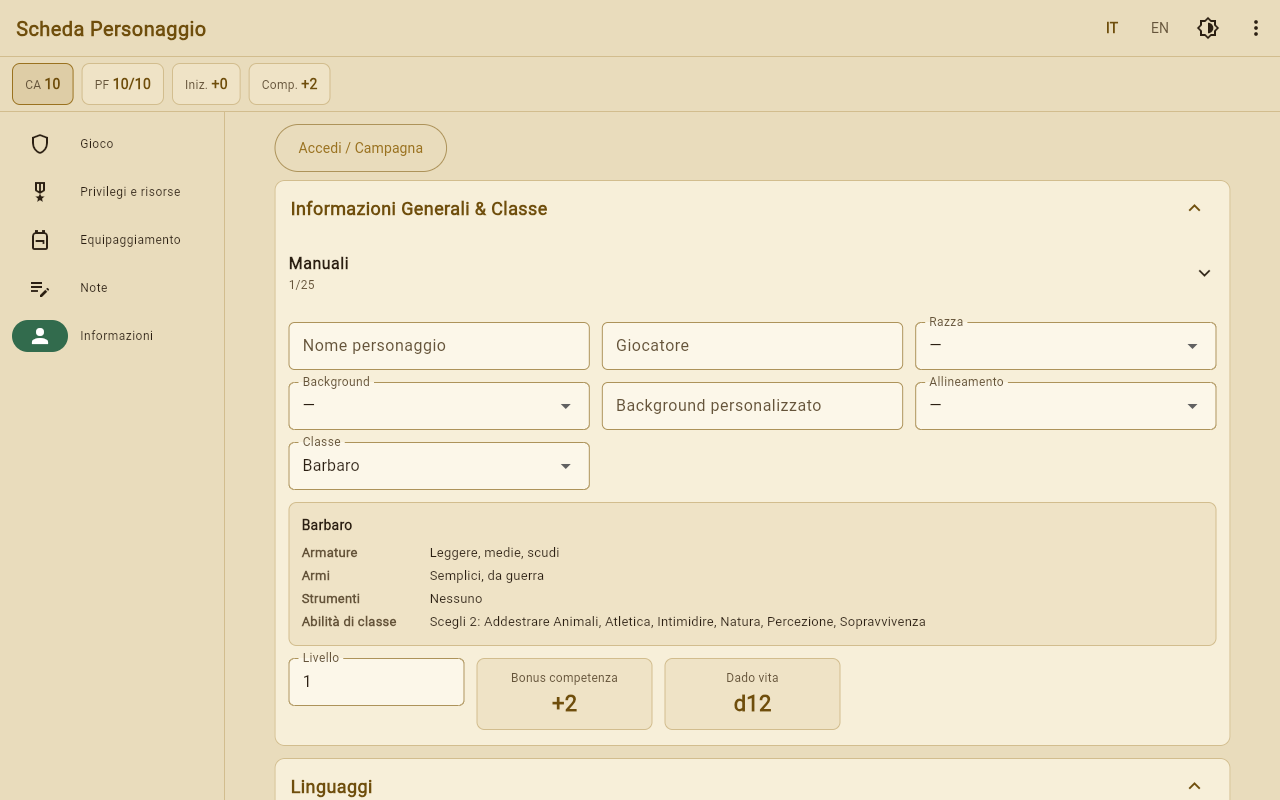 Scheda Personaggio
IT EN
CA 10 PF 10/10 Iniz. +0 Comp. +2
Gioco
Privilegi e risorse
Equipaggiamento
Note
Informazioni
Accedi / Campagna
Informazioni Generali & Classe
Manuali
1/25
Nome personaggio
Giocatore
Razza
—
Background
—
Background personalizzato
Allineamento
—
Classe
Barbaro
Barbaro
Armature Leggere, medie, scudi
Armi Semplici, da guerra
Strumenti Nessuno
Abilità di classe Scegli 2: Addestrare Animali, Atletica, Intimidire, Natura, Percezione, Sopravvivenza
Livello
1
Bonus competenza
+2
Dado vita
d12
Linguaggi